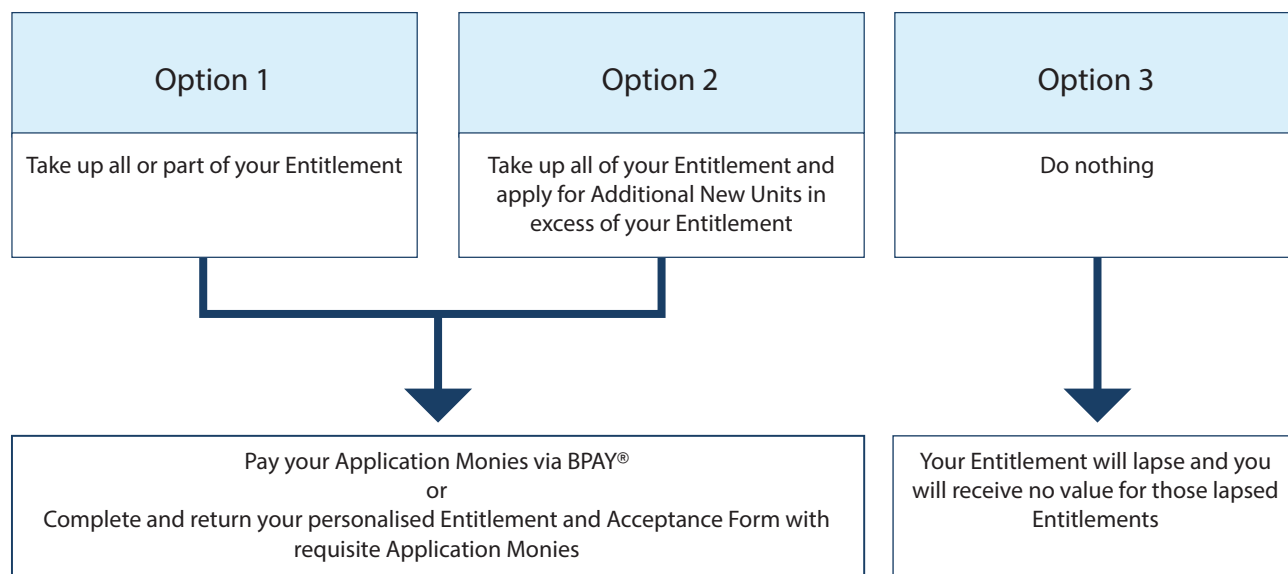 Option 1
Take up all or part of your Entitlement
Option 2
Take up all of your Entitlement and
apply for Additional New Units in
excess of your Entitlement
Option 3
Do nothing
Pay your Application Monies via BPAY®
or
Complete and return your personalised Entitlement and Acceptance Form with
requisite Application Monies
Your Entitlement will lapse and you
will receive no value for those lapsed
Entitlements